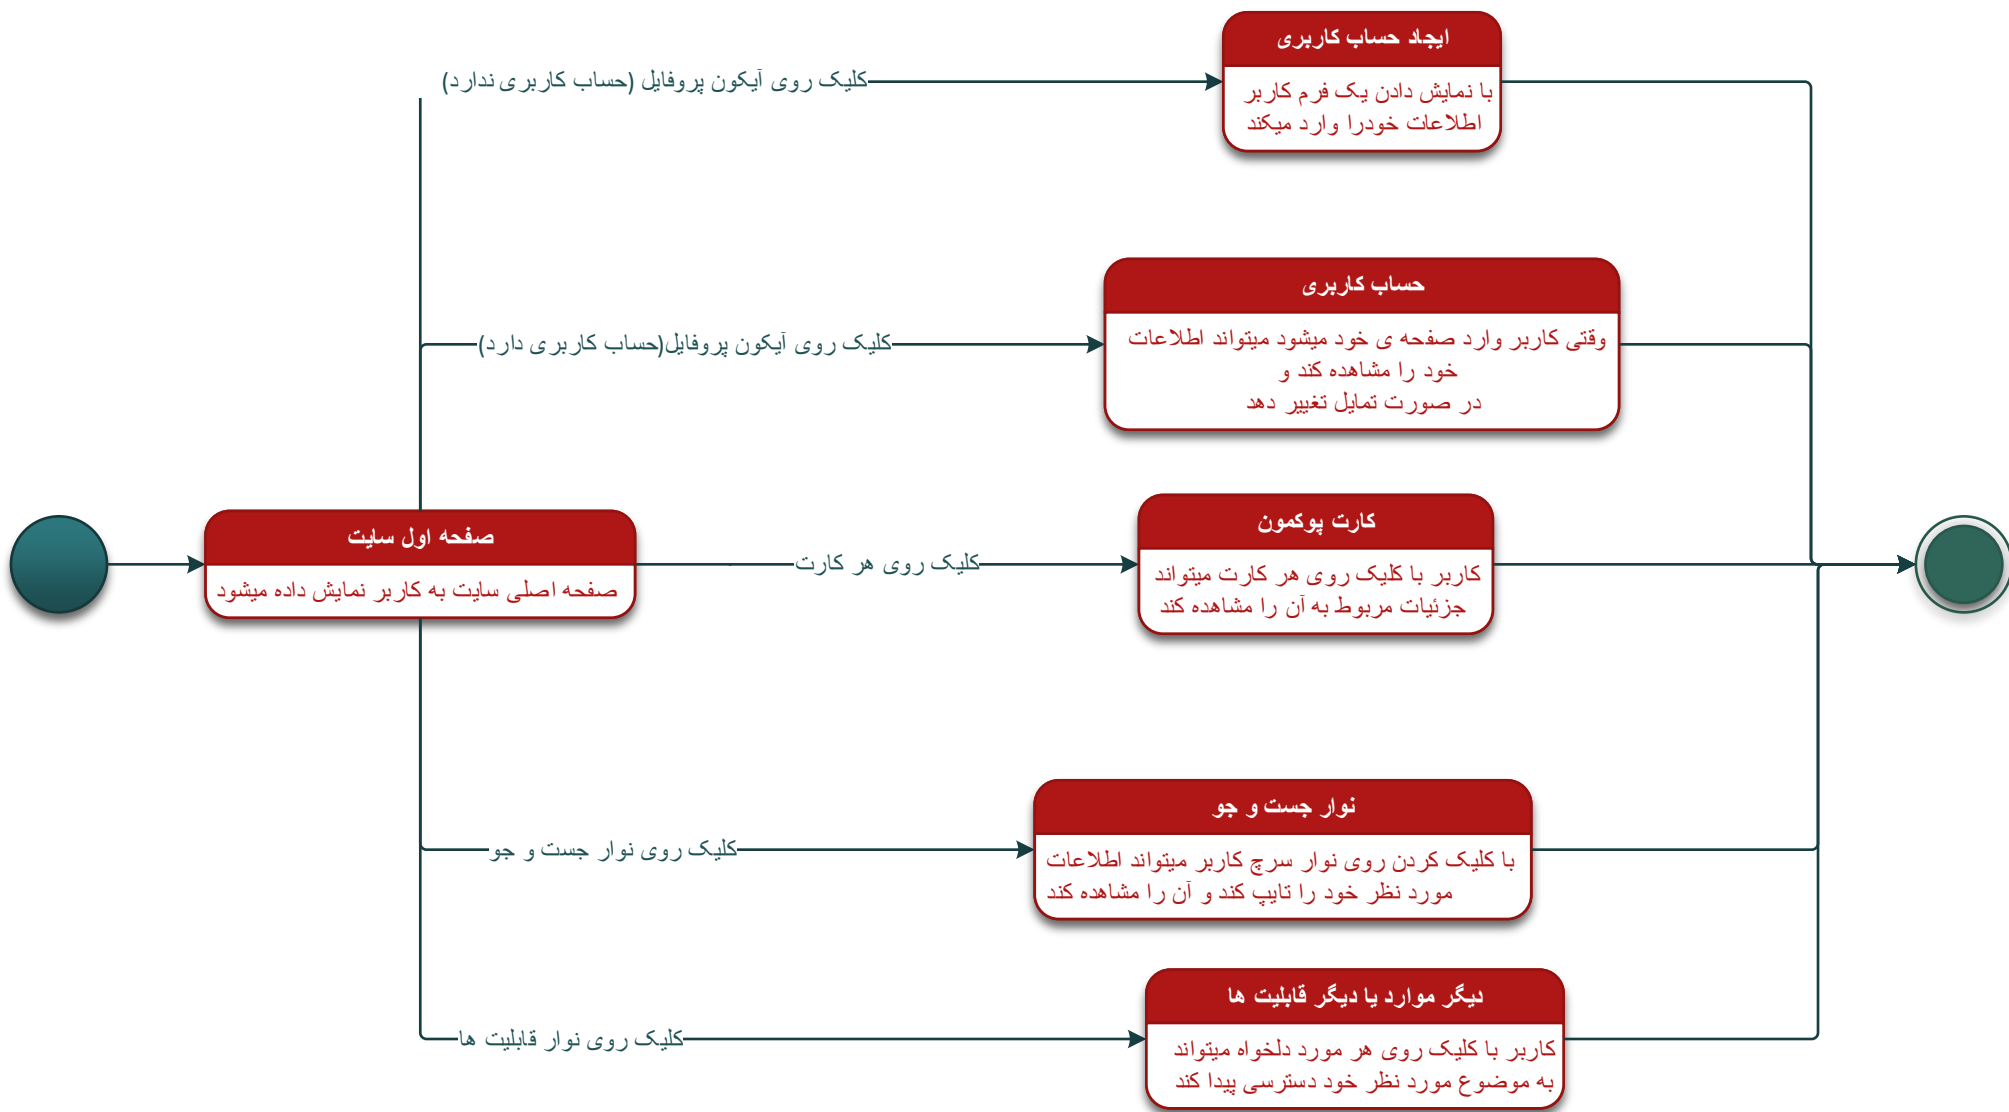 ایجاد حساب کاربری
با نمایش دادن یک فرم کاربر
اطلاعات خودرا وارد میکند
کلیک روی آیکون پروفایل (حساب کاربری ندارد)
حساب کاربری
وقتی کاربر وارد صفحه ی خود میشود میتواند اطلاعات
خود را مشاهده کند و
در صورت تمایل تغییر دهد
کلیک روی آیکون پروفایل(حساب کاربری دارد)
صفحه اول سایت
صفحه اصلی سایت به کاربر نمایش داده میشود
کلیک روی هر کارت
کارت پوکمون
کاربر با کلیک روی هر کارت میتواند
جزئیات مربوط به آن را مشاهده کند
کلیک روی نوار جست و جو
نوار جست و جو
با کلیک کردن روی نوار سرچ کاربر میتواند اطلاعات
مورد نظر خود را تایپ کند و آن را مشاهده کند
کلیک روی نوار قابلیت ها
دیگر موارد یا دیگر قابلیت ها
کاربر با کلیک روی هر مورد دلخواه میتواند
به موضوع مورد نظر خود دسترسی پیدا کند